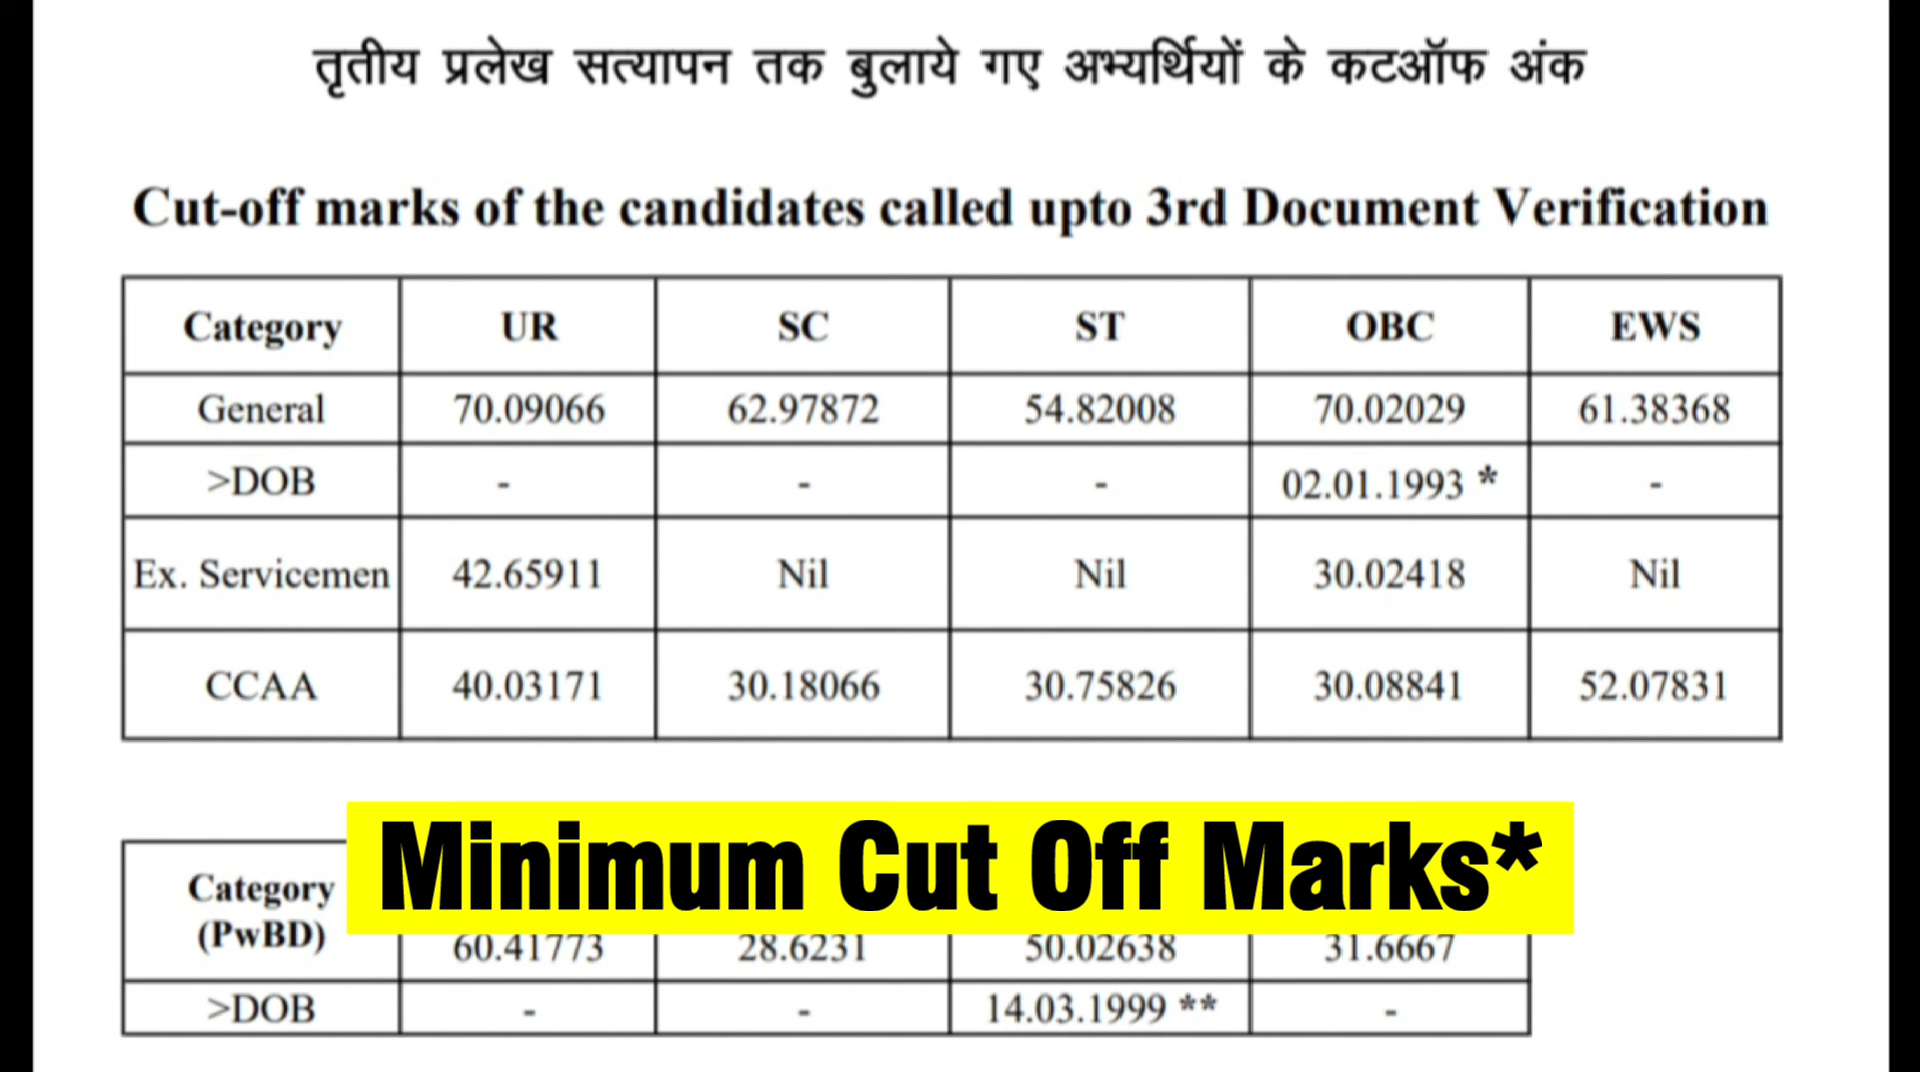 तृतीय प्रलेख सत्यापन तक बुलाये गए अभ्यर्थियों के कटऑफ अंक
Cut-off marks of the candidates called upto 3rd Document Verification
Category UR SC ST OBC EWS
General 70.09066 62.97872 54.82008 70.02029 61.38368
>DOB - - - 02.01.1993 * -
Ex. Servicemen 42.65911 Nil Nil 30.02418 Nil
CCAA 40.03171 30.18066 30.75826 30.08841 52.07831
Minimum Cut Off Marks*
Category
(PwBD) 60.41773 28.6231 50.02638 31.6667
>DOB - - 14.03.1999 ** -